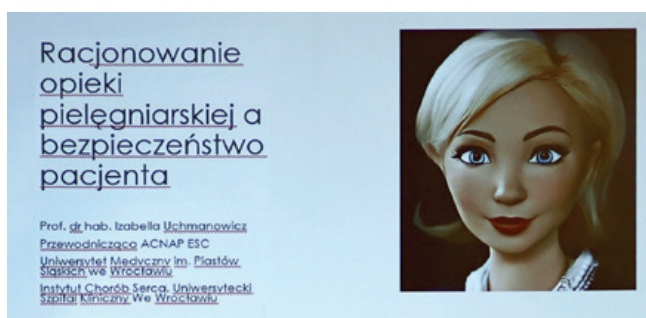 Racjonowanie
opieki
pielęgniarskiej a
bezpieczeństwo
pacjenta
Prof. dr hab. Izabella Uchmanowicz
Przewodnicząca ACNAP ESC
Uniwersytet Medyczny im. Piastów
Śląskich we Wrocławiu
Instytut Chorób Serca, Uniwersytecki
Szpital Kliniczny We Wrocławiu